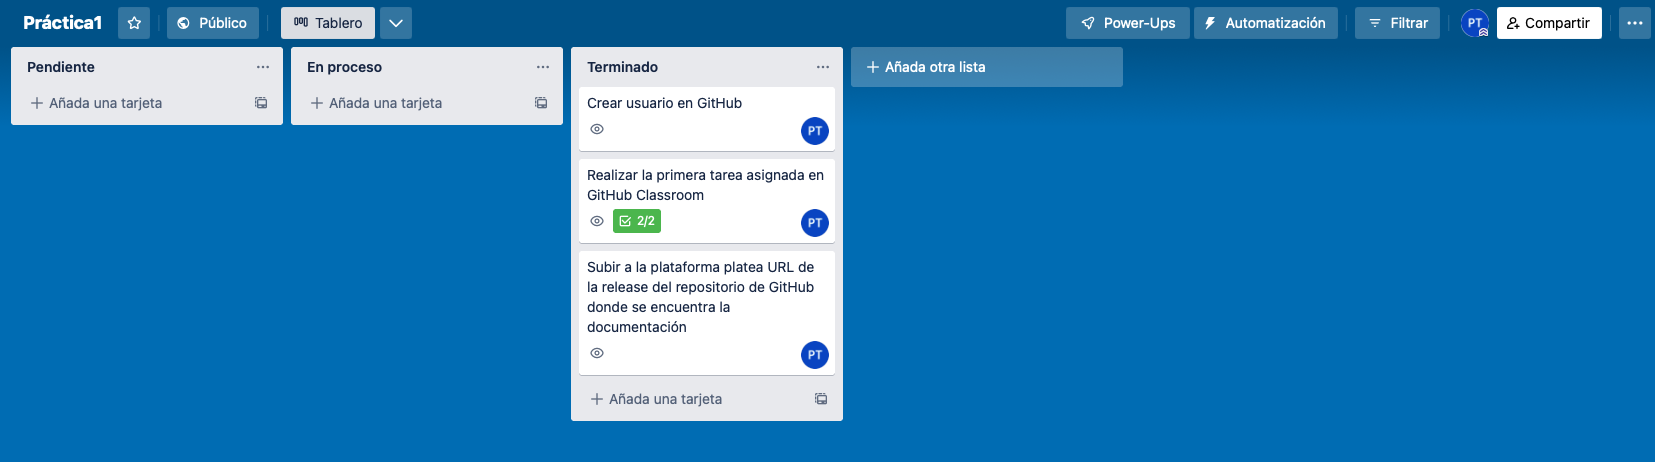 Práctica1
Público
Tablero
Power-Ups
Automatización
Filtrar
PT
Compartir
Pendiente
Añada una tarjeta
En proceso
Añada una tarjeta
Terminado
Crear usuario en GitHub
PT
Realizar la primera tarea asignada en
GitHub Classroom
2/2
PT
Subir a la plataforma platea URL de
la release del repositorio de GitHub
donde se encuentra la
documentación
PT
Añada una tarjeta
Añada otra lista